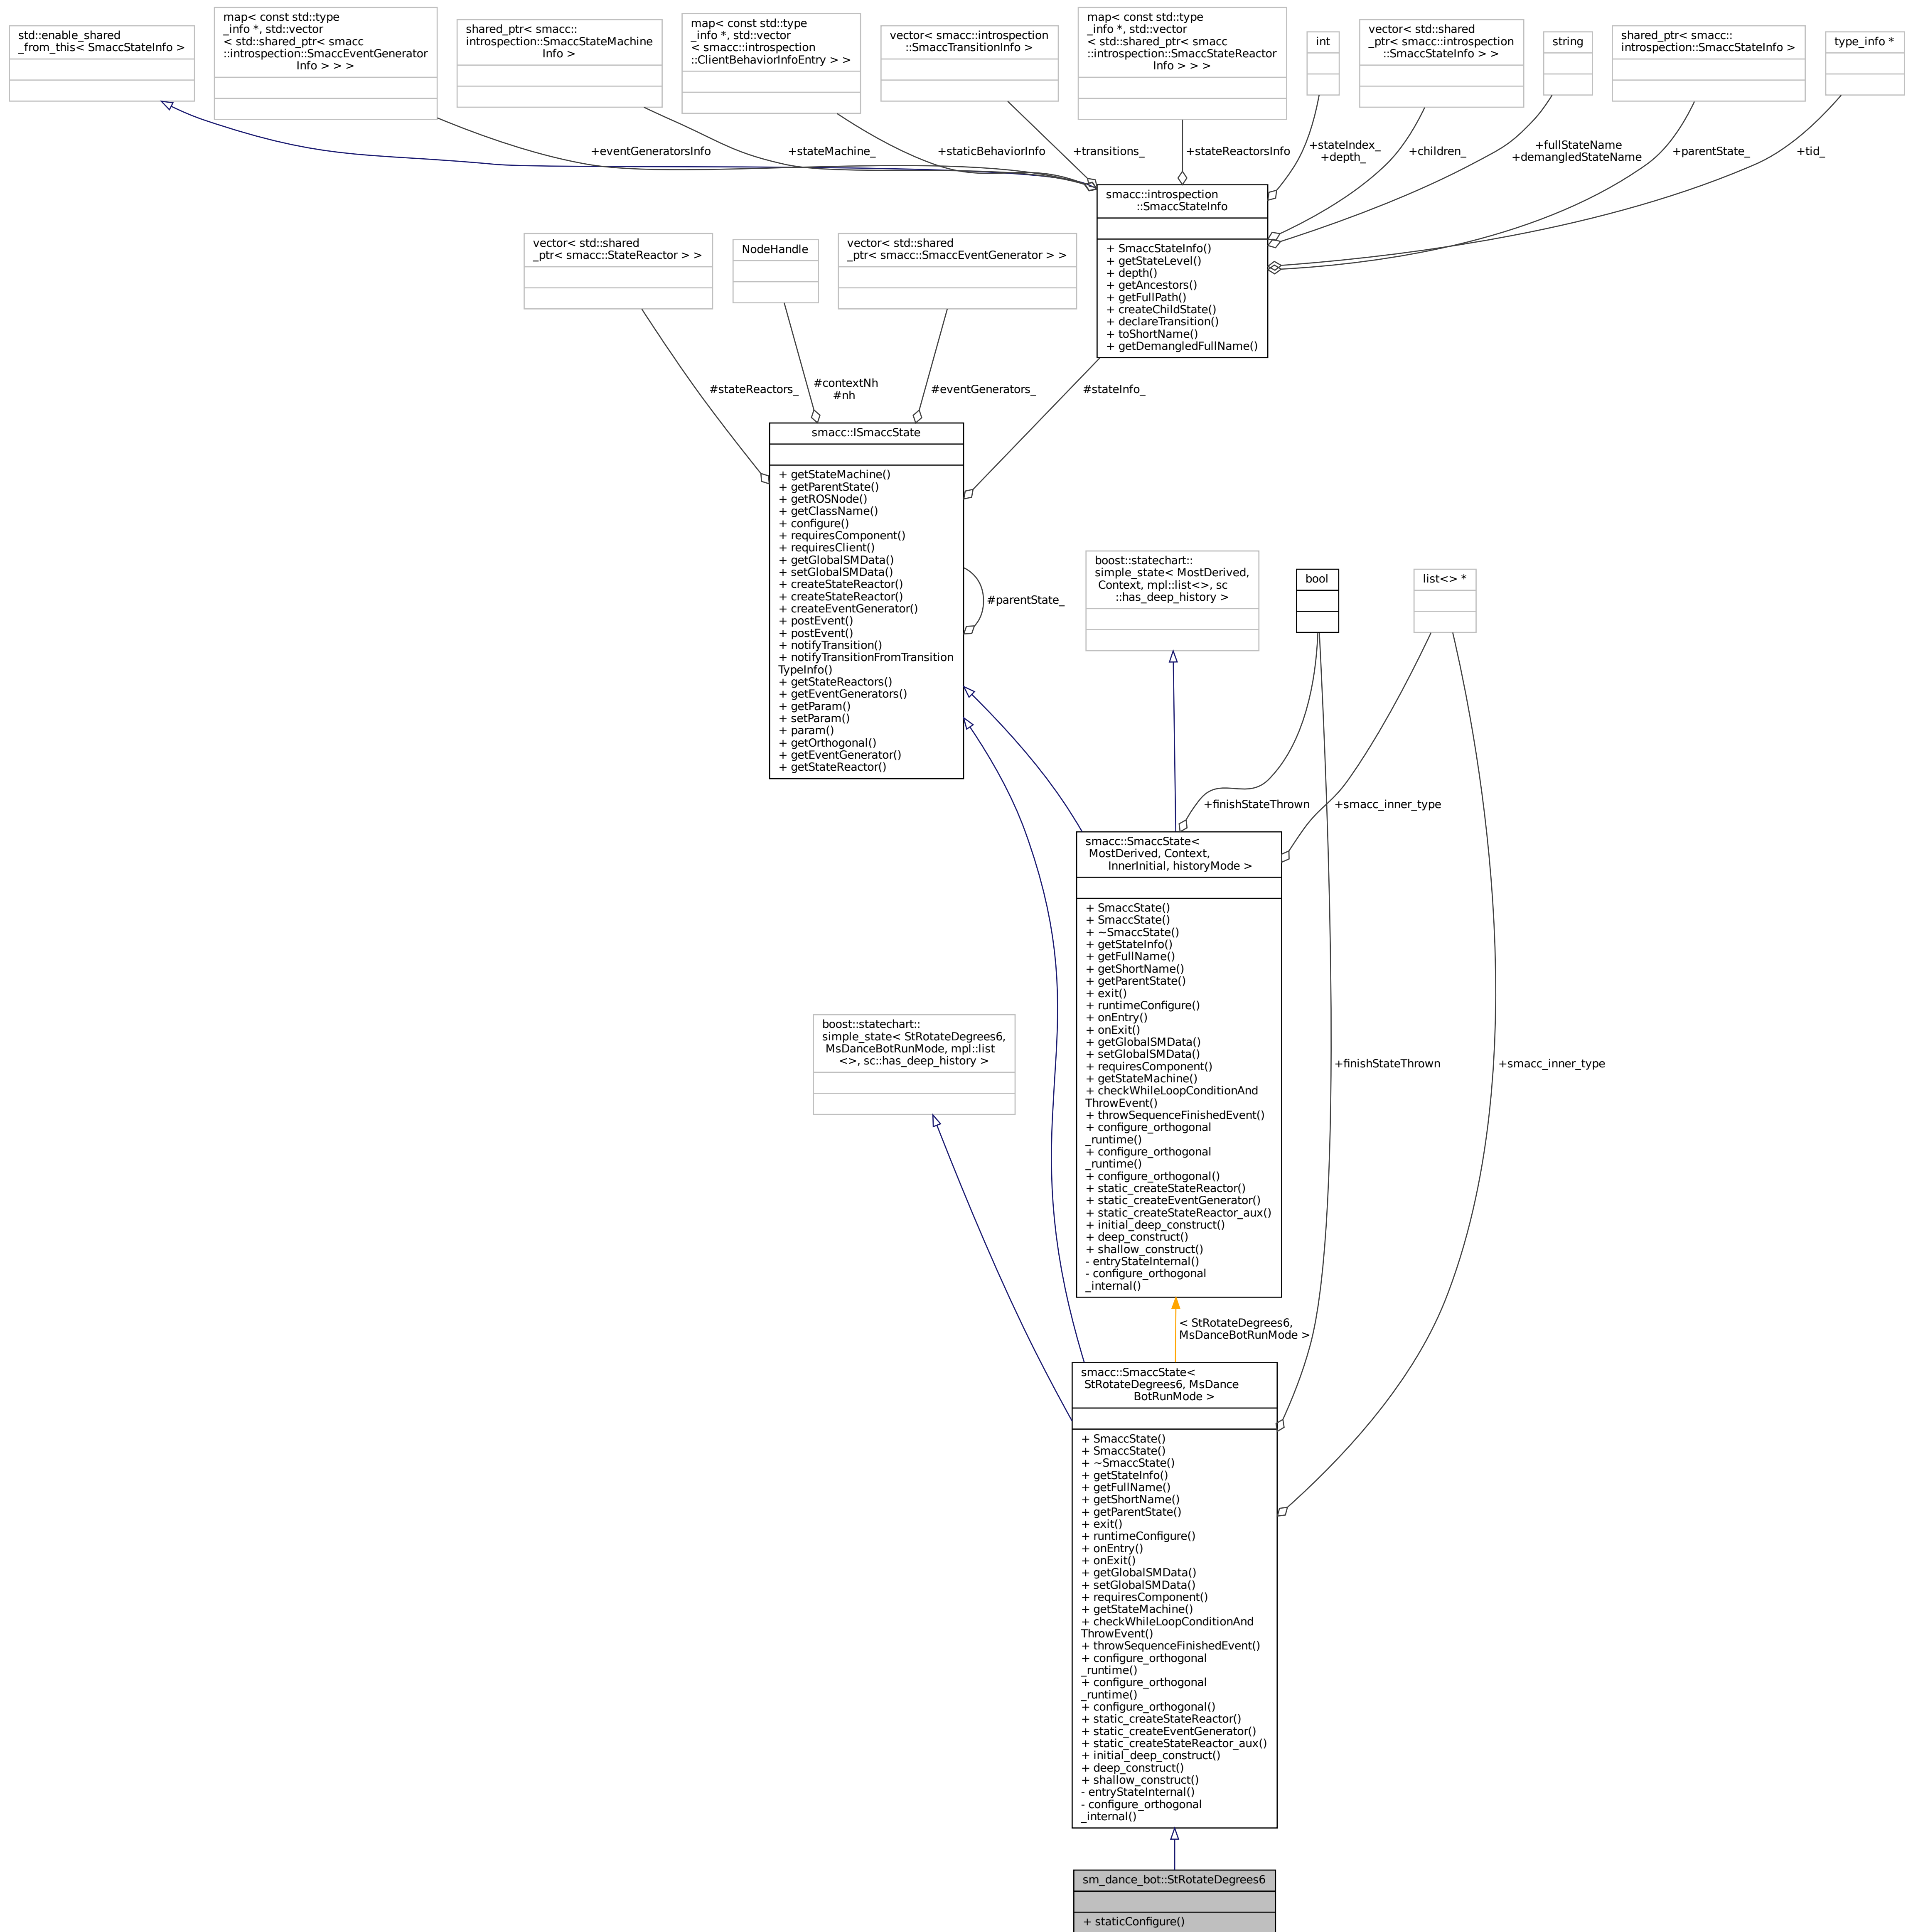 std::enable_shared
_from_this< SmaccStateInfo >
map< const std::type
_info *, std::vector
< std::shared_ptr< smacc
::introspection::SmaccEventGenerator
Info > > >
shared_ptr< smacc::
introspection::SmaccStateMachine
Info >
map< const std::type
_info *, std::vector
< smacc::introspection
::ClientBehaviorInfoEntry > >
vector< smacc::introspection
::SmaccTransitionInfo >
map< const std::type
_info *, std::vector
< std::shared_ptr< smacc
::introspection::SmaccStateReactor
Info > > >
int
vector< std::shared
_ptr< smacc::introspection
::SmaccStateInfo > >
string
shared_ptr< smacc::
introspection::SmaccStateInfo >
type_info *
+eventGeneratorsInfo
+stateMachine_
+staticBehaviorInfo
+transitions_
+stateReactorsInfo
+stateIndex_
+depth_
+children_
+fullStateName
+demangledStateName
+parentState_
+tid_
smacc::introspection
::SmaccStateInfo
+ SmaccStateInfo()
+ getStateLevel()
+ depth()
+ getAncestors()
+ getFullPath()
+ createChildState()
+ declareTransition()
+ toShortName()
+ getDemangledFullName()
vector< std::shared
_ptr< smacc::StateReactor > >
NodeHandle
vector< std::shared
_ptr< smacc::SmaccEventGenerator > >
#stateReactors_
#contextNh
#nh
#eventGenerators_
#stateInfo_
smacc::ISmaccState
+ getStateMachine()
+ getParentState()
+ getROSNode()
+ getClassName()
+ configure()
+ requiresComponent()
+ requiresClient()
+ getGlobalSMData()
+ setGlobalSMData()
+ createStateReactor()
+ createStateReactor()
+ createEventGenerator()
+ postEvent()
+ postEvent()
+ notifyTransition()
+ notifyTransitionFromTransition
TypeInfo()
+ getStateReactors()
+ getEventGenerators()
+ getParam()
+ setParam()
+ param()
+ getOrthogonal()
+ getEventGenerator()
+ getStateReactor()
#parentState_
boost::statechart::
simple_state< MostDerived,
Context, mpl::list<>, sc
::has_deep_history >
bool
list<> *
+finishStateThrown
+smacc_inner_type
smacc::SmaccState<
MostDerived, Context,
InnerInitial, historyMode >
+ SmaccState()
+ SmaccState()
+ ~SmaccState()
+ getStateInfo()
+ getFullName()
+ getShortName()
+ getParentState()
+ exit()
+ runtimeConfigure()
+ onEntry()
+ onExit()
+ getGlobalSMData()
+ setGlobalSMData()
+ requiresComponent()
+ getStateMachine()
+ checkWhileLoopConditionAnd
ThrowEvent()
+ throwSequenceFinishedEvent()
+ configure_orthogonal
_runtime()
+ configure_orthogonal
_runtime()
+ configure_orthogonal()
+ static_createStateReactor()
+ static_createEventGenerator()
+ static_createStateReactor_aux()
+ initial_deep_construct()
+ deep_construct()
+ shallow_construct()
- entryStateInternal()
- configure_orthogonal
_internal()
boost::statechart::
simple_state< StRotateDegrees6,
MsDanceBotRunMode, mpl::list
<>, sc::has_deep_history >
+finishStateThrown
+smacc_inner_type
< StRotateDegrees6,
MsDanceBotRunMode >
smacc::SmaccState<
StRotateDegrees6, MsDance
BotRunMode >
+ SmaccState()
+ SmaccState()
+ ~SmaccState()
+ getStateInfo()
+ getFullName()
+ getShortName()
+ getParentState()
+ exit()
+ runtimeConfigure()
+ onEntry()
+ onExit()
+ getGlobalSMData()
+ setGlobalSMData()
+ requiresComponent()
+ getStateMachine()
+ checkWhileLoopConditionAnd
ThrowEvent()
+ throwSequenceFinishedEvent()
+ configure_orthogonal
_runtime()
+ configure_orthogonal
_runtime()
+ configure_orthogonal()
+ static_createStateReactor()
+ static_createEventGenerator()
+ static_createStateReactor_aux()
+ initial_deep_construct()
+ deep_construct()
+ shallow_construct()
- entryStateInternal()
- configure_orthogonal
_internal()
sm_dance_bot::StRotateDegrees6
+ staticConfigure()